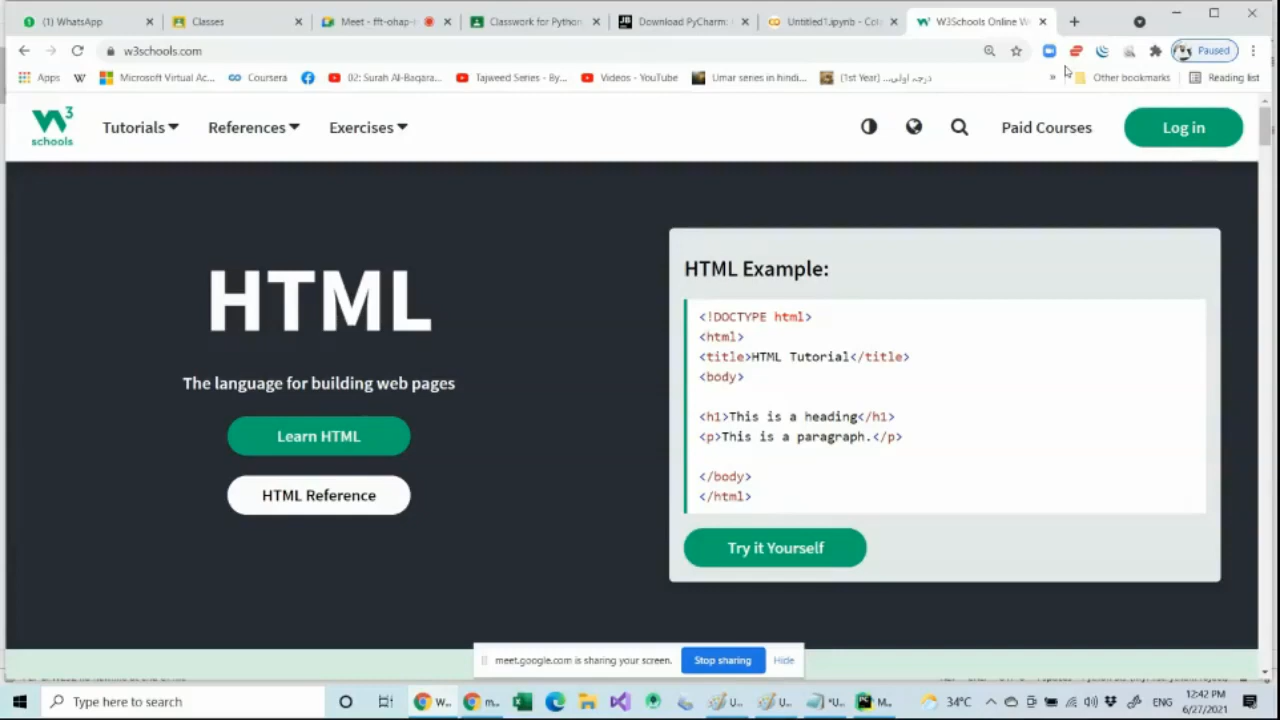 (1) WhatsApp
Classes
Meet - fft-ohap-
Classwork for Python
Download PyCharm:
Untitled1.ipynb - Col
W3Schools Online W
w3schools.com
Paused
Apps
Microsoft Virtual Ac...
Coursera
02: Surah Al-Baqara...
Tajweed Series - By...
Videos - YouTube
Umar series in hindi...
(1st Year) ...درجہ اولی
»
Other bookmarks
Reading list
W3 schools
Tutorials
References
Exercises
Paid Courses
Log in
HTML
The language for building web pages
Learn HTML
HTML Reference
HTML Example:
<!DOCTYPE html>
<html>
<title>HTML Tutorial</title>
<body>
<h1>This is a heading</h1>
<p>This is a paragraph.</p>
</body>
</html>
Try it Yourself
meet.google.com is sharing your screen.
Stop sharing
Hide
Type here to search
W...
m...
U...
U...
*U...
M...
34°C
ENG
12:42 PM
6/27/2021